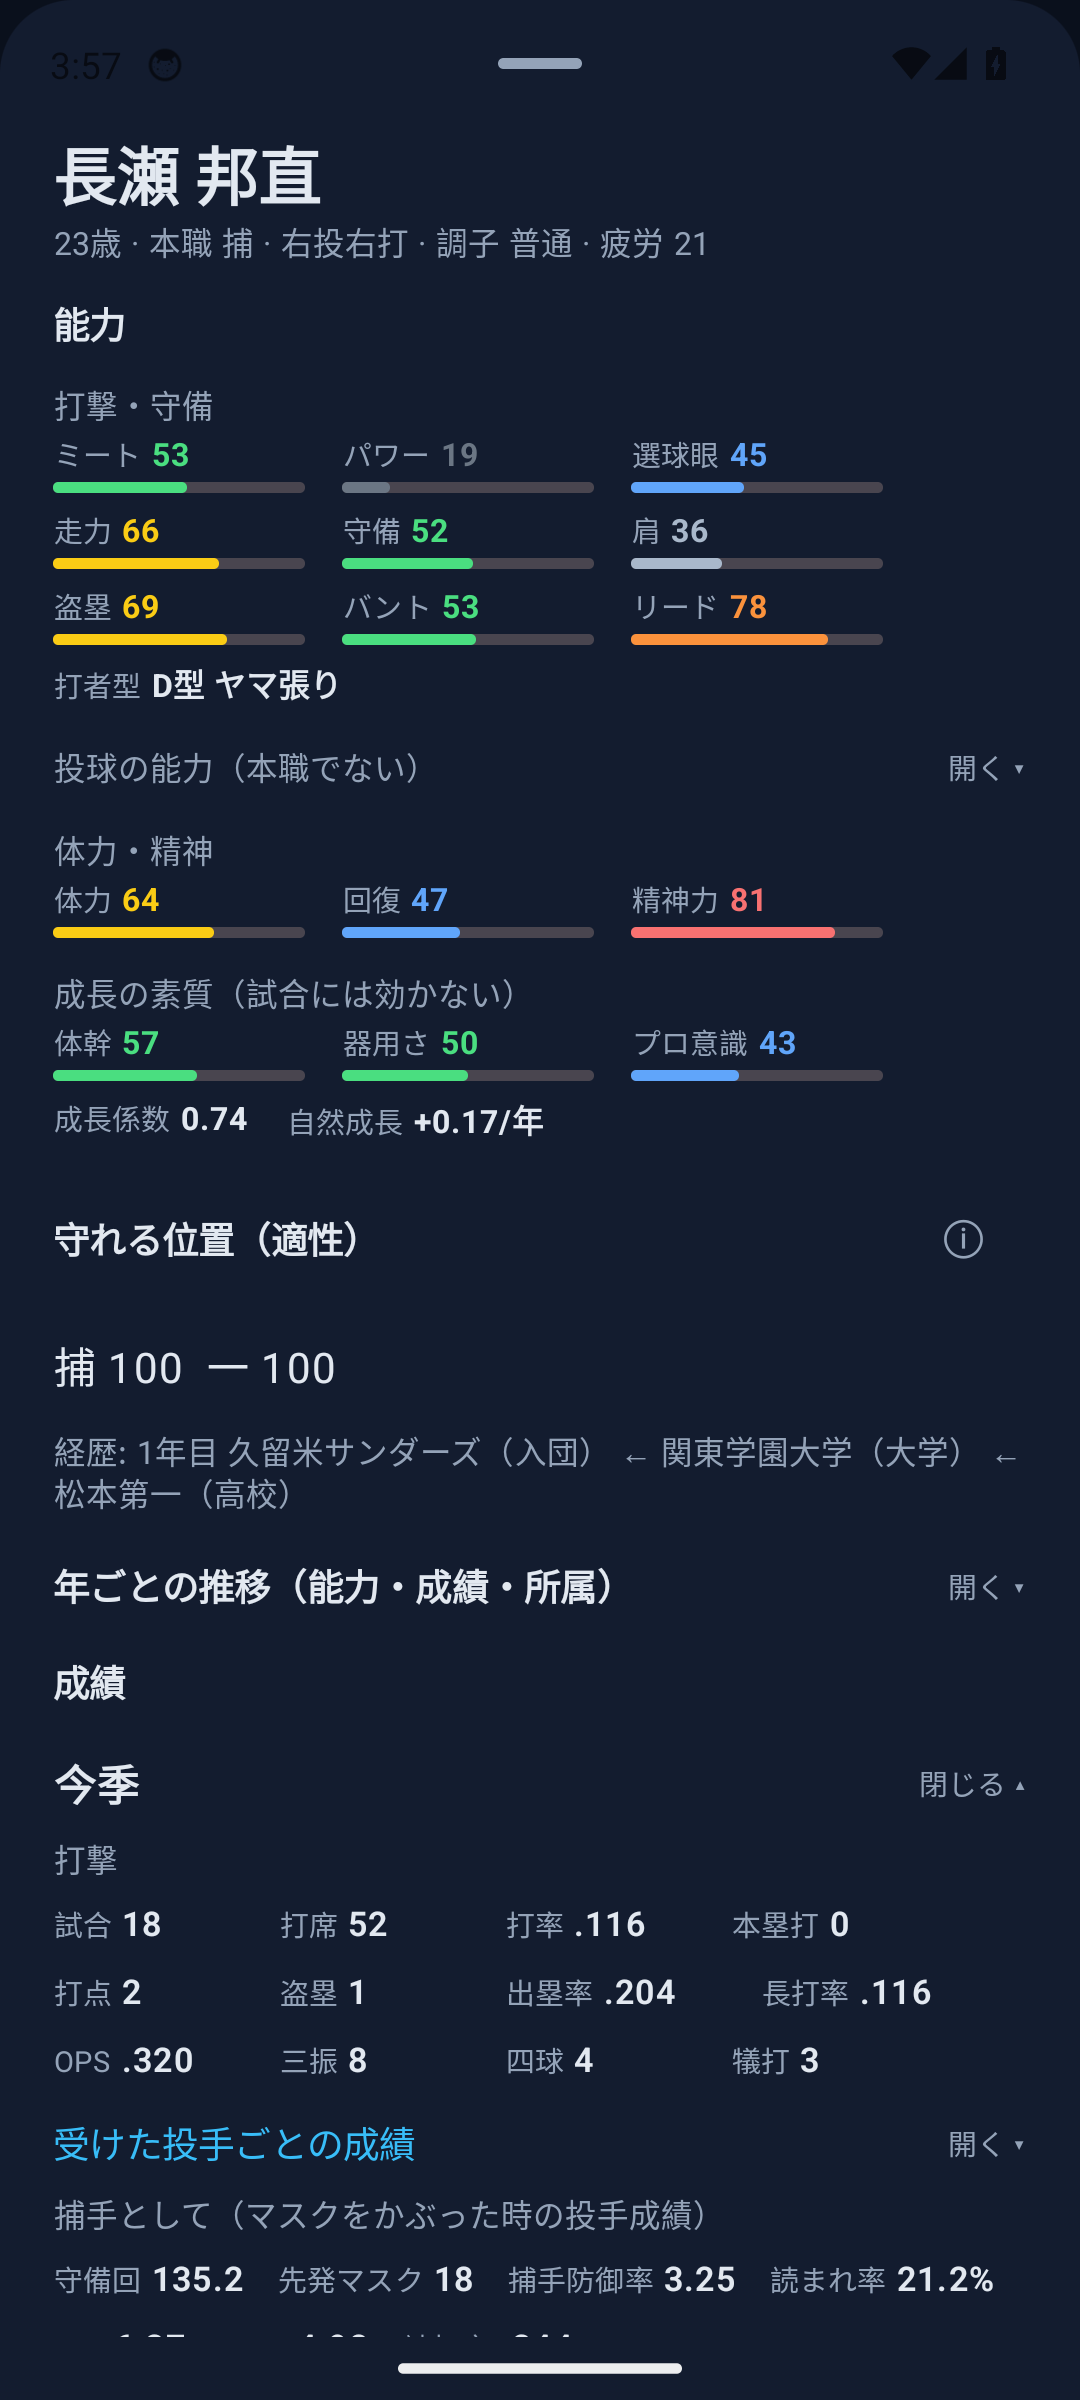 3:57
長瀬 邦直
23歳 · 本職 捕 · 右投右打 · 調子 普通 · 疲労 21
能力
打撃・守備
ミート 53 パワー 19 選球眼 45
走力 66 守備 52 肩 36
盗塁 69 バント 53 リード 78
打者型 D型 ヤマ張り
投球の能力（本職でない） 開く ▼
体力・精神
体力 64 回復 47 精神力 81
成長の素質（試合には効かない）
体幹 57 器用さ 50 プロ意識 43
成長係数 0.74 自然成長 +0.17/年
守れる位置（適性）
捕 100 一 100
経歴: 1年目 久留米サンダーズ（入団） ← 関東学園大学（大学） ←
松本第一（高校）
年ごとの推移（能力・成績・所属） 開く ▼
成績
今季 閉じる ▲
打撃
試合 18 打席 52 打率 .116 本塁打 0
打点 2 盗塁 1 出塁率 .204 長打率 .116
OPS .320 三振 8 四球 4 犠打 3
受けた投手ごとの成績 開く ▼
捕手として（マスクをかぶった時の投手成績）
守備回 135.2 先発マスク 18 捕手防御率 3.25 読まれ率 21.2%